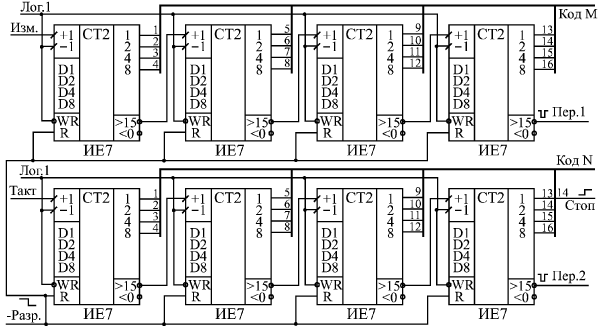 Лог.1
Код M
Изм.
+1 CT2 1 1
-1 2 2
4 3
8 4
D1
D2
D4
D8
WR >15
R <0
ИЕ7
+1 CT2 1 5
-1 2 6
4 7
8 8
D1
D2
D4
D8
WR >15
R <0
ИЕ7
+1 CT2 1 9
-1 2 10
4 11
8 12
D1
D2
D4
D8
WR >15
R <0
ИЕ7
+1 CT2 1 13
-1 2 14
4 15
8 16
D1
D2
D4
D8
WR >15
R <0
ИЕ7
Пер.1
Лог.1
Код N
Такт
+1 CT2 1 1
-1 2 2
4 3
8 4
D1
D2
D4
D8
WR >15
R <0
ИЕ7
+1 CT2 1 5
-1 2 6
4 7
8 8
D1
D2
D4
D8
WR >15
R <0
ИЕ7
+1 CT2 1 9
-1 2 10
4 11
8 12
D1
D2
D4
D8
WR >15
R <0
ИЕ7
+1 CT2 1 13
-1 2 14
4 15
8 16
D1
D2
D4
D8
WR >15
R <0
ИЕ7
14
Стоп
Пер.2
-Разр.